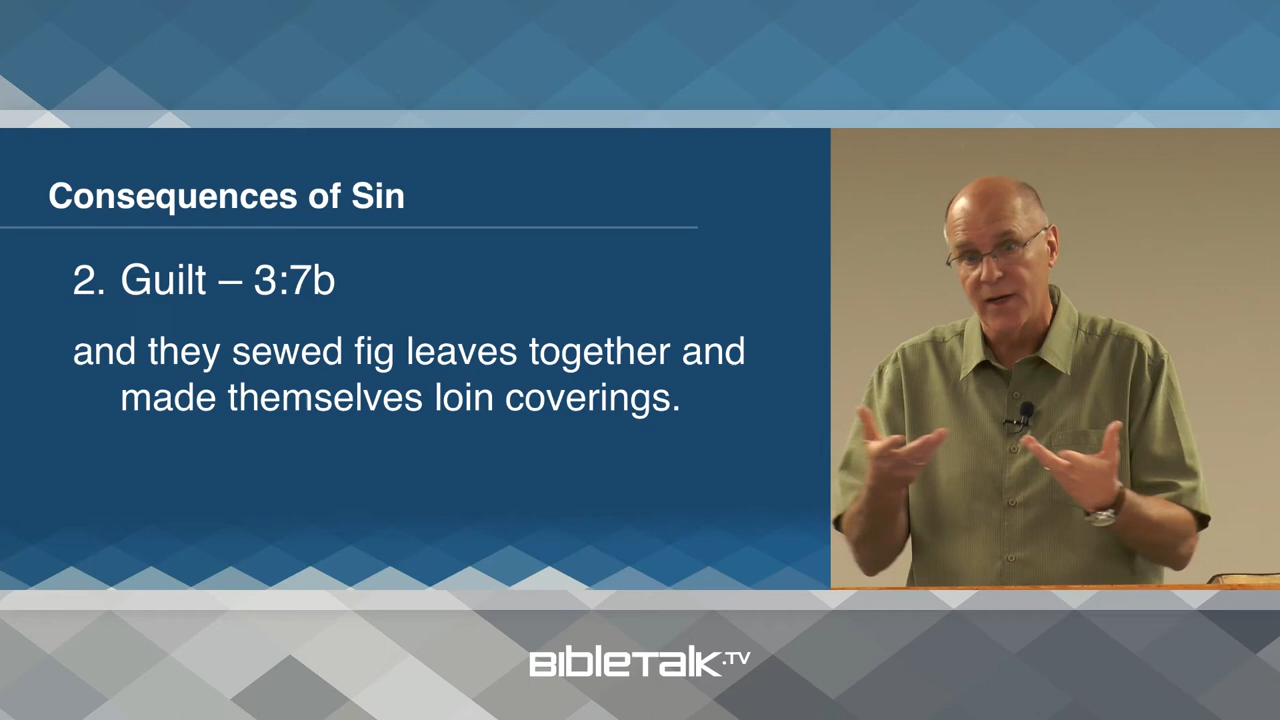 Consequences of Sin
2. Guilt – 3:7b
and they sewed fig leaves together and
made themselves loin coverings.
BIBLETALK.TV